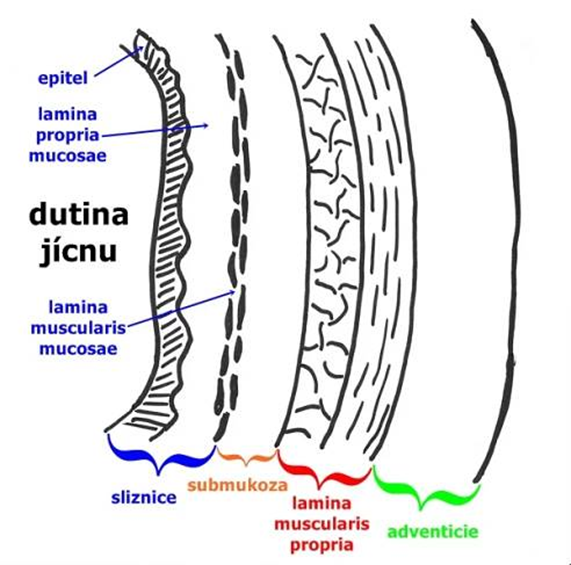 epitel
lamina
propria
mucosae
dutina
jícnu
lamina
muscularis
mucosae
sliznice
submukoza
lamina
muscularis
propria
adventicie